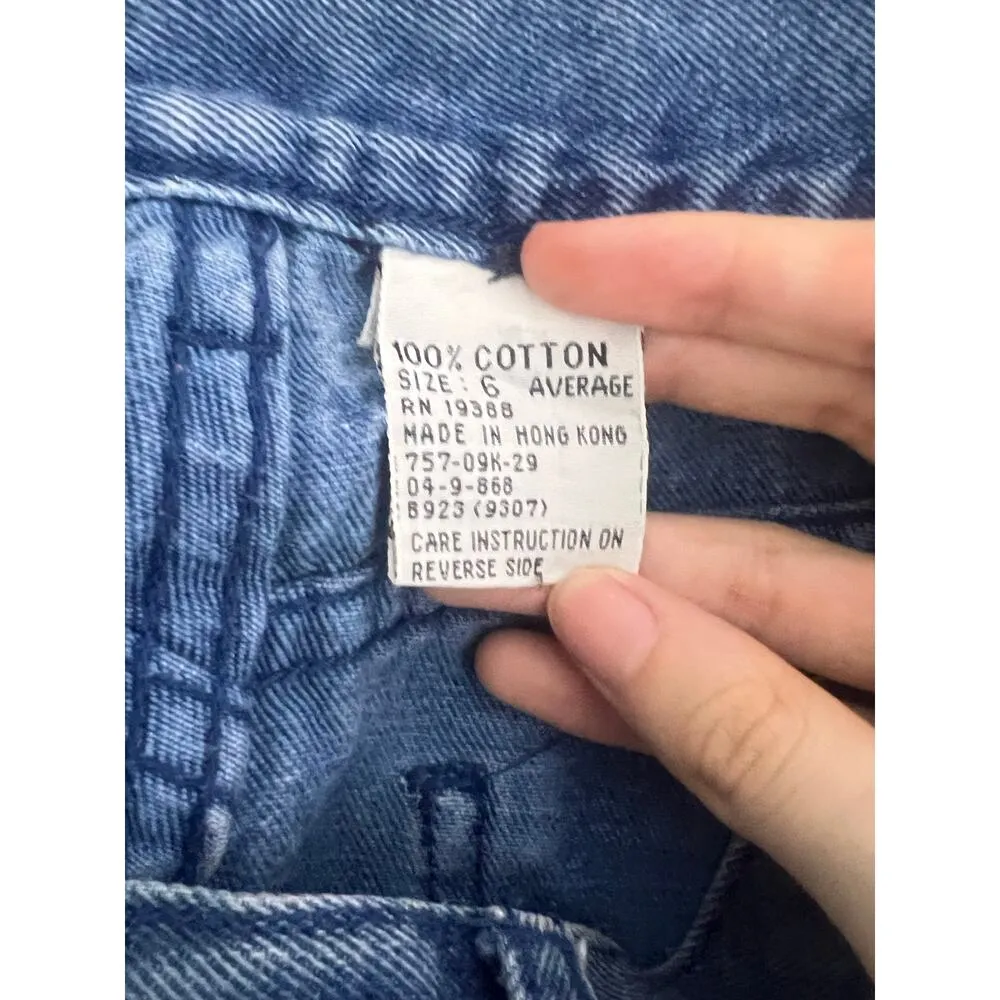 100% COTTON
SIZE: 6 AVERAGE
RN 19388
MADE IN HONG KONG
757-09K-29
04-9-868
B923 (9307)
CARE INSTRUCTION ON
REVERSE SIDE